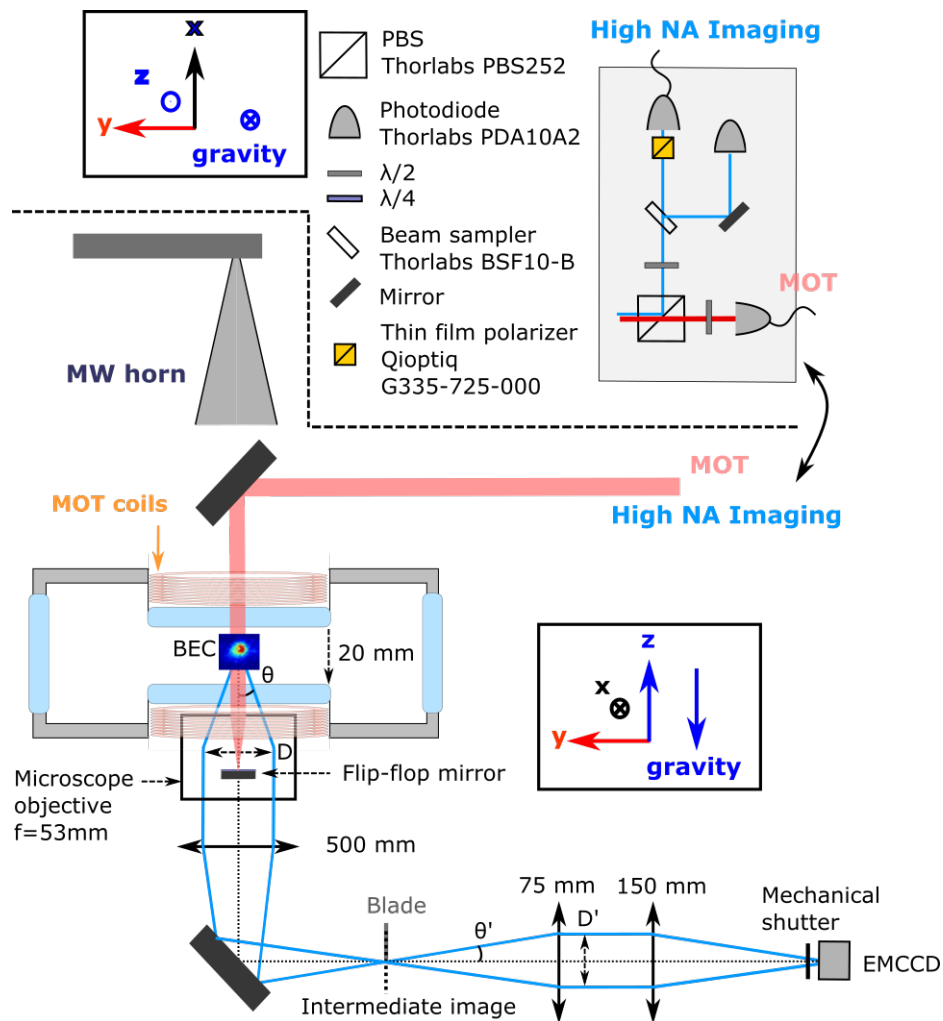 x
z
y
gravity
PBS
Thorlabs PBS252
Photodiode
Thorlabs PDA10A2
λ/2
λ/4
Beam sampler
Thorlabs BSF10-B
Mirror
Thin film polarizer
Qioptiq
G335-725-000
High NA Imaging
MOT
MW horn
MOT
High NA Imaging
MOT coils
BEC
θ
20 mm
D
Microscope
objective
f=53mm
Flip-flop mirror
500 mm
z
x
y
gravity
Blade
θ'
Intermediate image
75 mm
150 mm
D'
Mechanical
shutter
EMCCD